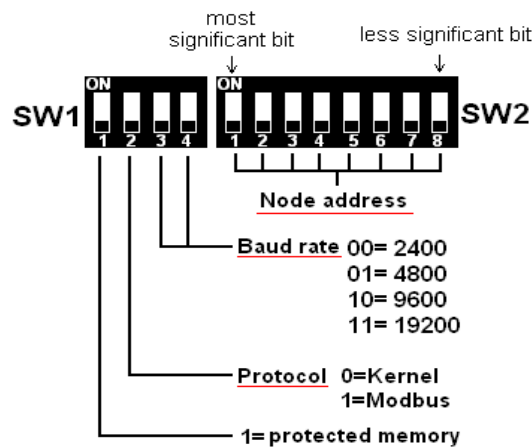 most
significant bit
less significant bit
ON
ON
SW1
SW2
1 2 3 4
1 2 3 4 5 6 7 8
Node address
Baud rate 00= 2400
01= 4800
10= 9600
11= 19200
Protocol 0=Kernel
1=Modbus
1= protected memory